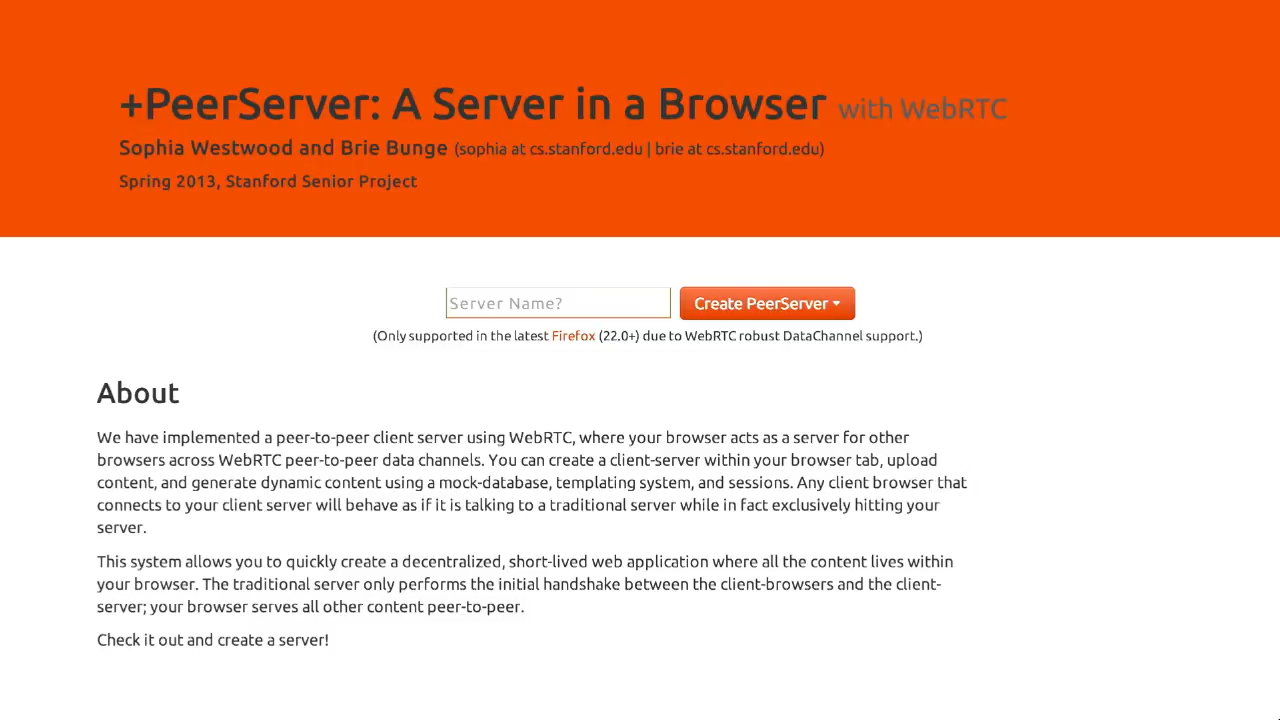 +PeerServer: A Server in a Browser with WebRTC
Sophia Westwood and Brie Bunge (sophia at cs.stanford.edu | brie at cs.stanford.edu)
Spring 2013, Stanford Senior Project
Server Name?
Create PeerServer
(Only supported in the latest Firefox (22.0+) due to WebRTC robust DataChannel support.)
About
We have implemented a peer-to-peer client server using WebRTC, where your browser acts as a server for other
browsers across WebRTC peer-to-peer data channels. You can create a client-server within your browser tab, upload
content, and generate dynamic content using a mock-database, templating system, and sessions. Any client browser that
connects to your client server will behave as if it is talking to a traditional server while in fact exclusively hitting your
server.
This system allows you to quickly create a decentralized, short-lived web application where all the content lives within
your browser. The traditional server only performs the initial handshake between the client-browsers and the client-
server; your browser serves all other content peer-to-peer.
Check it out and create a server!